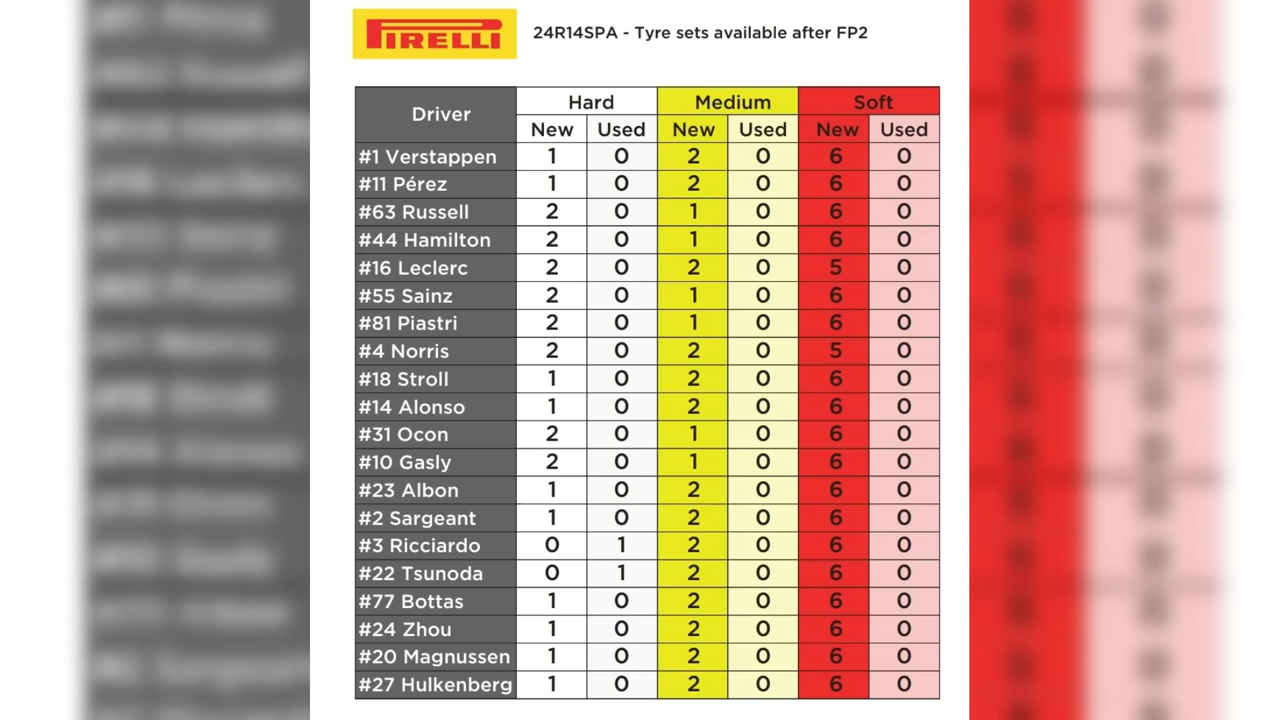 PIRELLI
24R14SPA - Tyre sets available after FP2
Driver Hard Medium Soft
New Used New Used New Used
#1 Verstappen 1 0 2 0 6 0
#11 Pérez 1 0 2 0 6 0
#63 Russell 2 0 1 0 6 0
#44 Hamilton 2 0 1 0 6 0
#16 Leclerc 2 0 2 0 5 0
#55 Sainz 2 0 1 0 6 0
#81 Piastri 2 0 1 0 6 0
#4 Norris 2 0 2 0 5 0
#18 Stroll 1 0 2 0 6 0
#14 Alonso 1 0 2 0 6 0
#31 Ocon 2 0 1 0 6 0
#10 Gasly 2 0 1 0 6 0
#23 Albon 1 0 2 0 6 0
#2 Sargeant 1 0 2 0 6 0
#3 Ricciardo 0 1 2 0 6 0
#22 Tsunoda 0 1 2 0 6 0
#77 Bottas 1 0 2 0 6 0
#24 Zhou 1 0 2 0 6 0
#20 Magnussen 1 0 2 0 6 0
#27 Hulkenberg 1 0 2 0 6 0